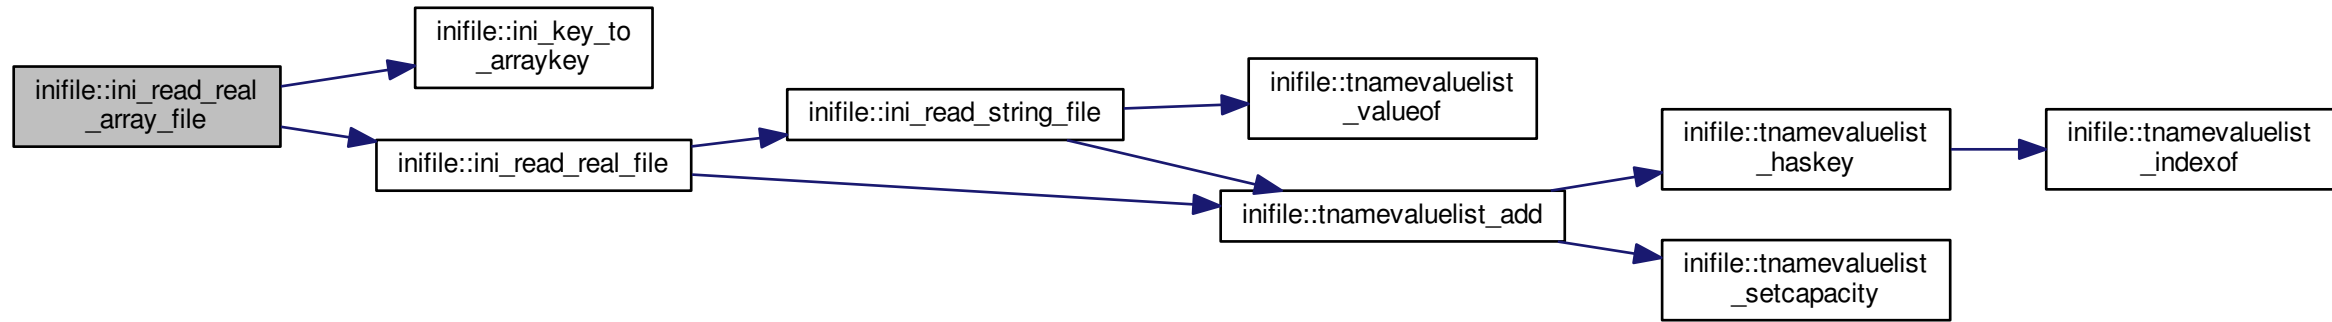 inifile::ini_read_real
_array_file
inifile::ini_key_to
_arraykey
inifile::ini_read_real_file
inifile::ini_read_string_file
inifile::tnamevaluelist
_valueof
inifile::tnamevaluelist_add
inifile::tnamevaluelist
_haskey
inifile::tnamevaluelist
_setcapacity
inifile::tnamevaluelist
_indexof